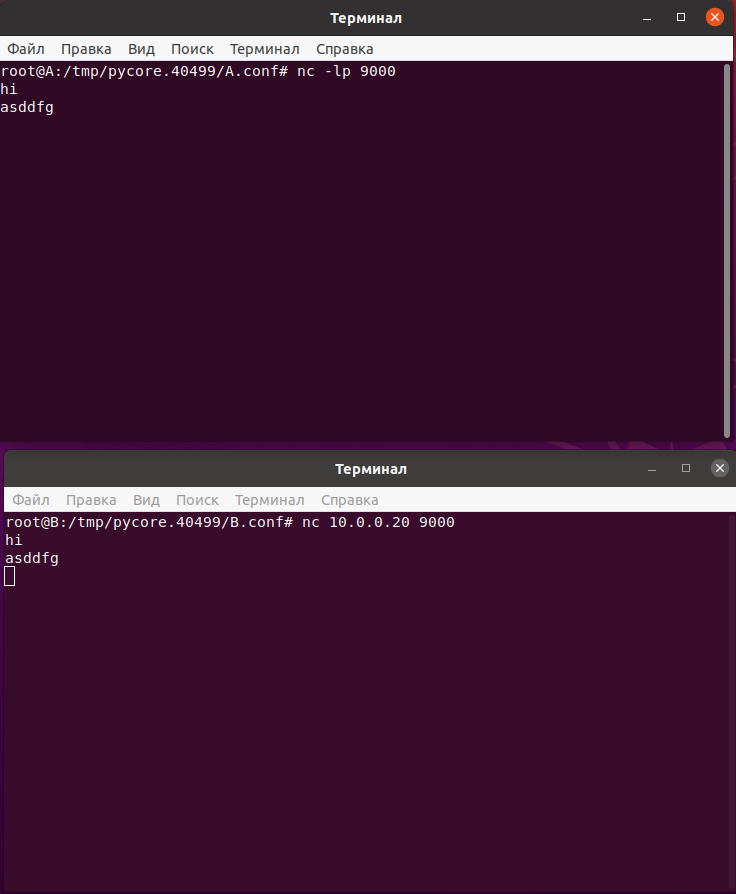 Терминал
Файл Правка Вид Поиск Терминал Справка
root@A:/tmp/pycore.40499/A.conf# nc -lp 9000
hi
asddfg
Терминал
Файл Правка Вид Поиск Терминал Справка
root@B:/tmp/pycore.40499/B.conf# nc 10.0.0.20 9000
hi
asddfg